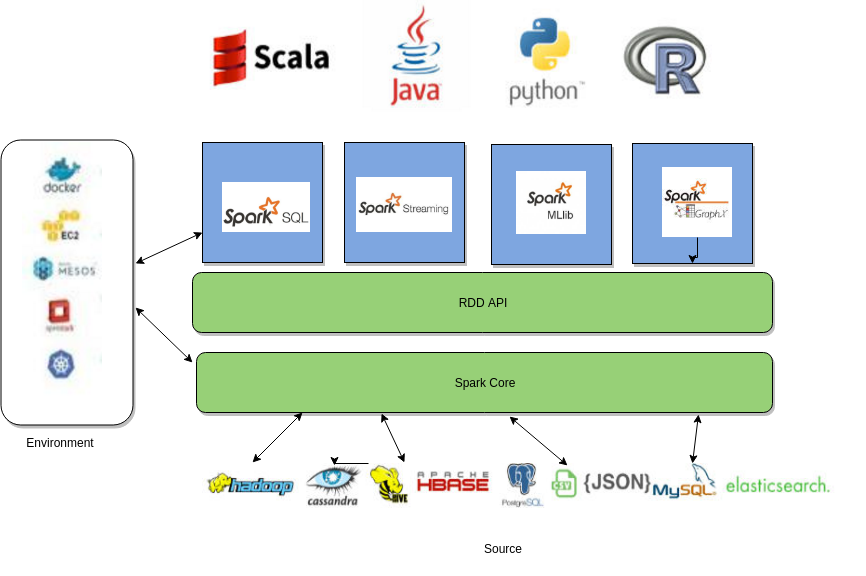 Scala
Java
python
R
docker
EC2
MESOS
Spark SQL
Spark Streaming
Spark MLlib
Spark GraphX
RDD API
Spark Core
Environment
hadoop
cassandra
HIVE
APACHE
HBASE
PostgreSQL
CSV
{JSON}
MySQL
elasticsearch.
Source